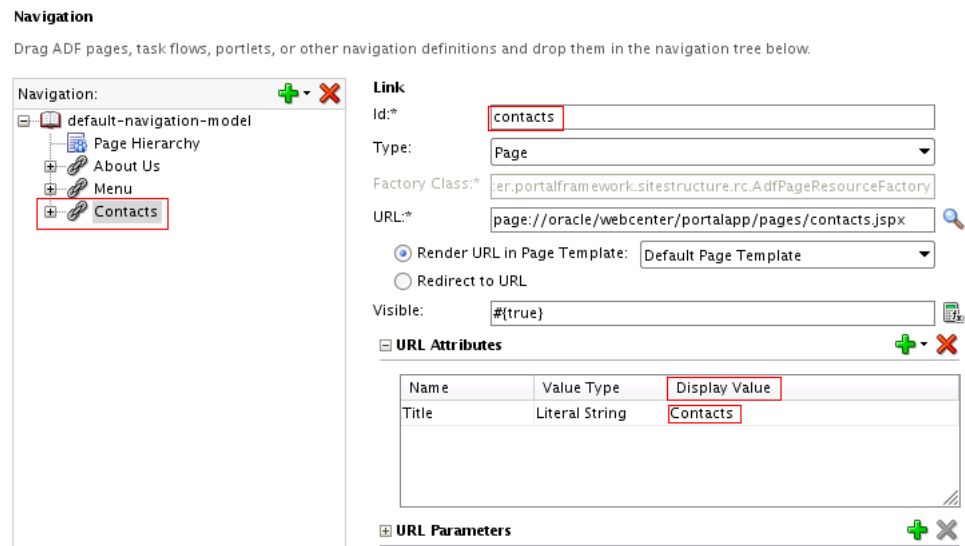 Navigation
Drag ADF pages, task flows, portlets, or other navigation definitions and drop them in the navigation tree below.
Navigation:
default-navigation-model
Page Hierarchy
About Us
Menu
Contacts
Link
Id:* contacts
Type: Page
Factory Class:* :er.portalframework.sitestructure.rc.AdfPageResourceFactory
URL:* page://oracle/webcenter/portalapp/pages/contacts.jspx
Render URL in Page Template: Default Page Template
Redirect to URL
Visible: #{true}
URL Attributes
Name Value Type Display Value
Title Literal String Contacts
URL Parameters